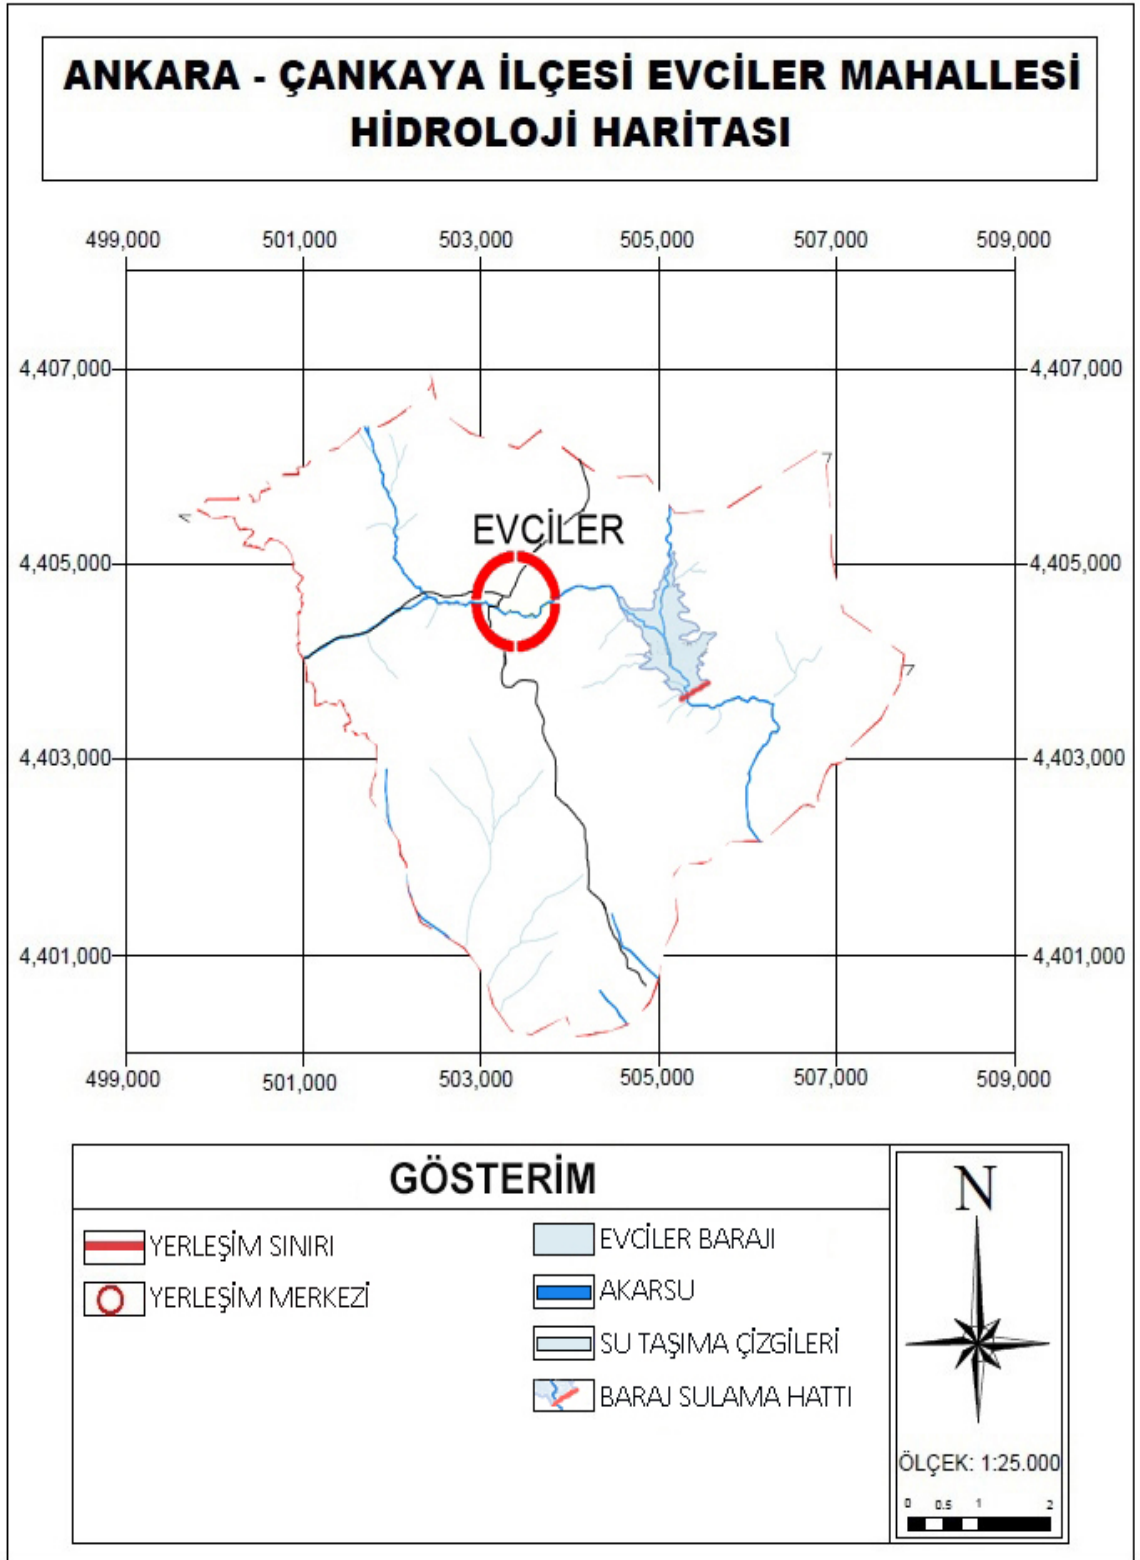 ANKARA - ÇANKAYA İLÇESİ EVCİLER MAHALLESİ
HİDROLOJİ HARİTASI
499,000 501,000 503,000 505,000 507,000 509,000
4,407,000 4,407,000
EVCİLER
4,405,000 4,405,000
4,403,000 4,403,000
4,401,000 4,401,000
499,000 501,000 503,000 505,000 507,000 509,000
GÖSTERİM
YERLEŞİM SINIRI
YERLEŞİM MERKEZİ
EVCİLER BARAJI
AKARSU
SU TAŞIMA ÇİZGİLERİ
BARAJ SULAMA HATTI
N
ÖLÇEK: 1:25.000
0 0.5 1 2